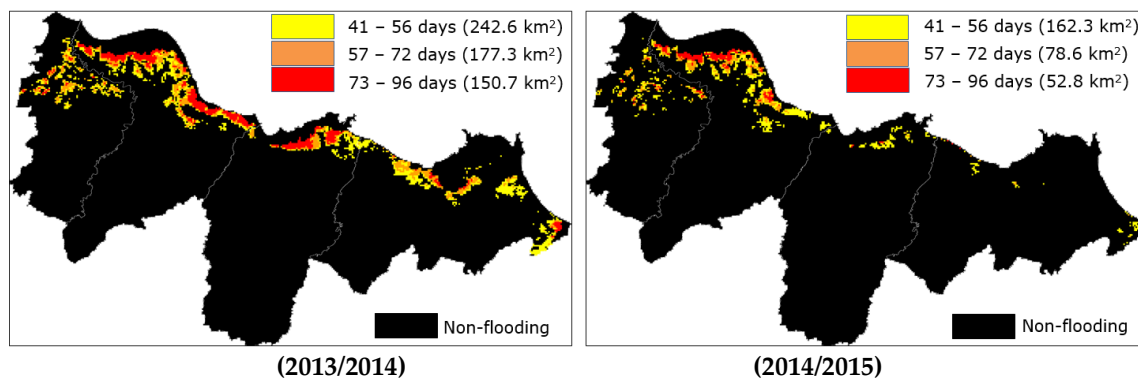 41 – 56 days (242.6 km²)
57 – 72 days (177.3 km²)
73 – 96 days (150.7 km²)
Non-flooding
(2013/2014)
41 – 56 days (162.3 km²)
57 – 72 days (78.6 km²)
73 – 96 days (52.8 km²)
Non-flooding
(2014/2015)